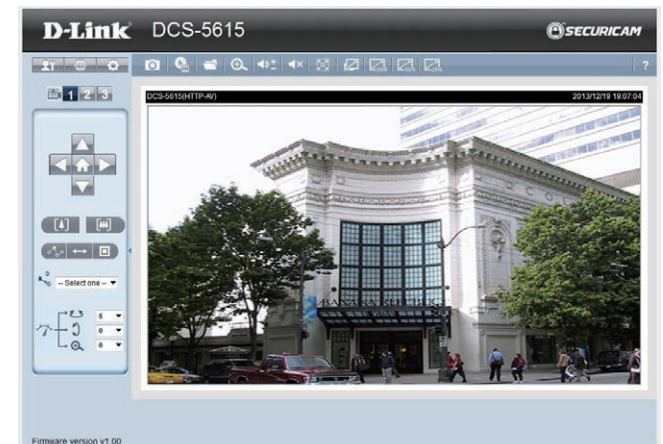 D-Link DCS-5615 SECURICAM
?
1 2 3
DCS-5615(HTTP-AV) 2013/12/19 19:07:04
BANANA REPUBLIC
-- Select one --
5
0
0
Firmware version v1.00